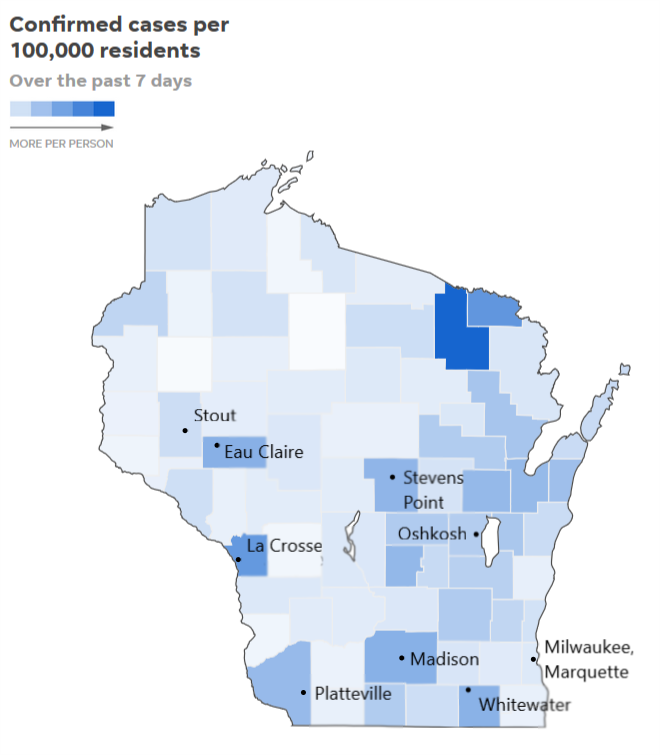 Confirmed cases per
100,000 residents
Over the past 7 days
MORE PER PERSON
Stout
Eau Claire
Stevens
Point
Oshkosh
La Crosse
Milwaukee,
Marquette
Madison
Platteville
Whitewater